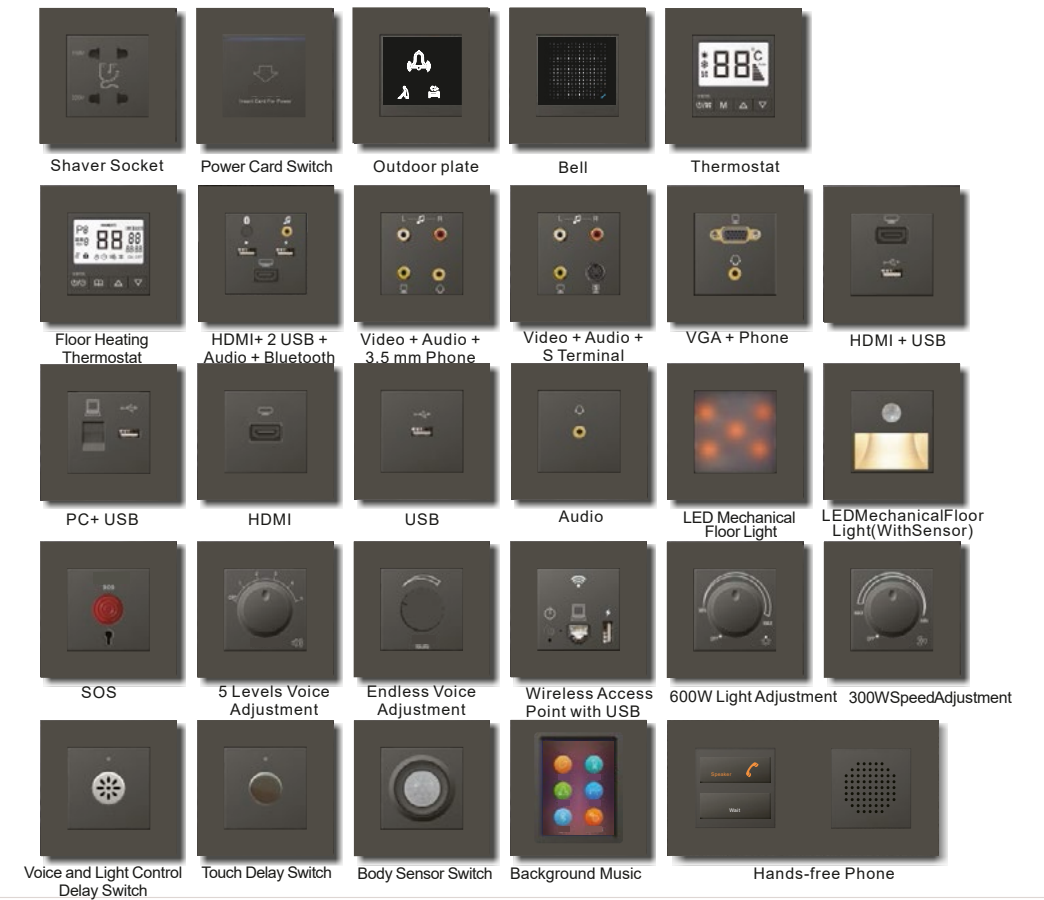 Insert Card For Power
Shaver Socket
Power Card Switch
Outdoor plate
Bell
°C
M
Thermostat
Floor Heating
Thermostat
HDMI+ 2 USB +
Audio + Bluetooth
L R
Video + Audio +
3.5 mm Phone
L R
Video + Audio +
S Terminal
VGA + Phone
HDMI + USB
PC+ USB
HDMI
USB
Audio
LED Mechanical
Floor Light
LEDMechanicalFloor
Light(WithSensor)
SOS
SOS
5 Levels Voice
Adjustment
Endless Voice
Adjustment
Wireless Access
Point with USB
600W Light Adjustment
300WSpeedAdjustment
Voice and Light Control
Delay Switch
Touch Delay Switch
Body Sensor Switch
Background Music
Speaker
Wait
Hands-free Phone